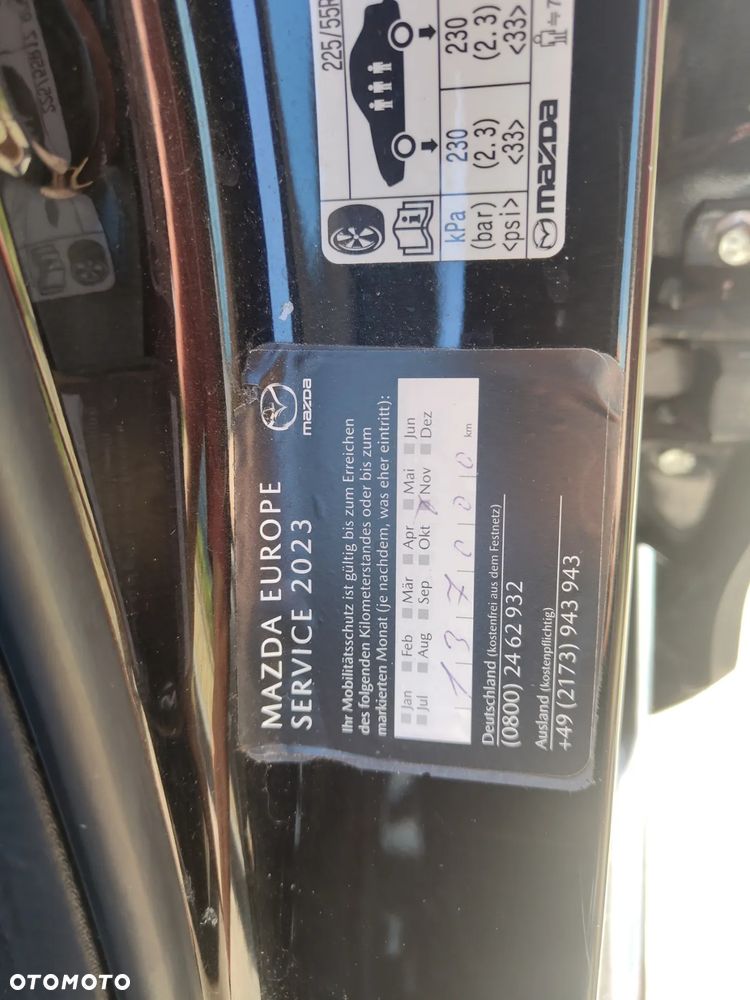 225/55R
kPa 230 230
(bar) (2.3) (2.3)
<psi> <33> <33>
mazda
MAZDA EUROPE
SERVICE 2023
mazda
Ihr Mobilitätsschutz ist gültig bis zum Erreichen
des folgenden Kilometerstandes oder bis zum
markierten Monat (je nachdem, was eher eintritt):
Jan Feb Mär Apr Mai Jun
Jul Aug Sep Okt Nov Dez
137000 km
Deutschland (kostenfrei aus dem Festnetz)
(0800) 24 62 932
Ausland (kostenpflichtig)
+49 (2173) 943 943
OTOMOTO